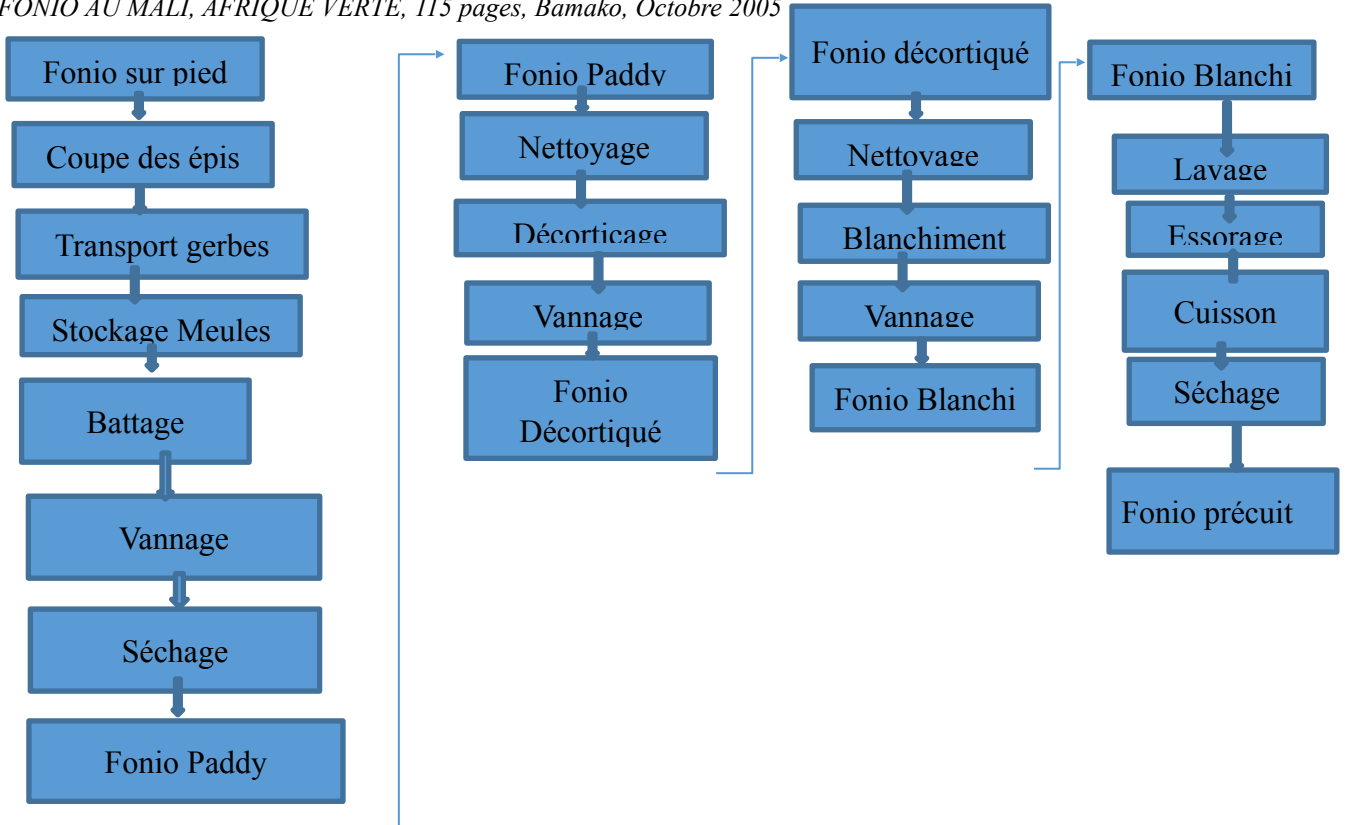 FONIO AU MALI, AFRIQUE VERTE, 115 pages, Bamako, Octobre 2005
Fonio sur pied
Coupe des épis
Transport gerbes
Stockage Meules
Battage
Vannage
Séchage
Fonio Paddy
Fonio Paddy
Nettoyage
Décorticage
Vannage
Fonio
Décortiqué
Fonio décortiqué
Nettoyage
Blanchiment
Vannage
Fonio Blanchi
Fonio Blanchi
Lavage
Essorage
Cuisson
Séchage
Fonio précuit